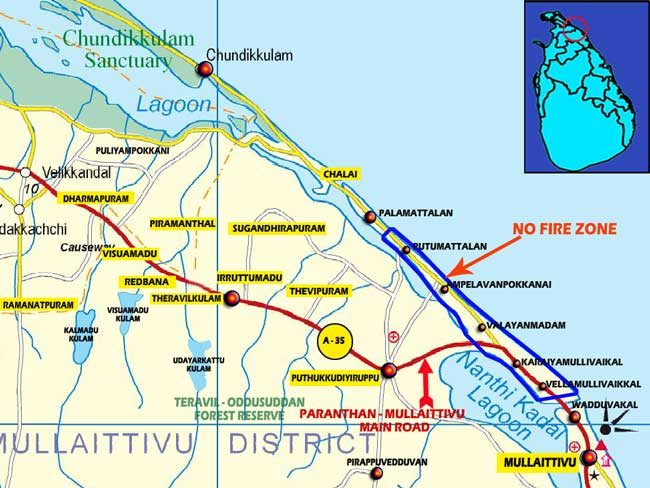 Chundikkulam
Sanctuary
Chundikkulam
Lagoon
PULIYAMPOKKANI
Velikkandal
10
DHARMAPURAM
CHALAI
PALAMATTALAN
dakkachchi
Causeway
PIRAMANTHAL
SUGANDHIRAPURAM
PUTUMATTALAN
NO FIRE ZONE
VISUAMADU
REDBANA
IRRUTTUMADU
THEVIPURAM
AMPELAVANPOKKANAI
RAMANATPURAM
THERAVILKULAM
VISUAMADU
KULAM
KALMADU
KULAM
VALAYANMADAM
A - 35
UDAYARKATTU
KULAM
KARAIYAMULLIVAIKAL
PUTHUKKUDIYIRUPPU
VELLAMULLIVAIKKAL
Nanthi Kadal
Lagoon
TERAVIL - ODDUSUDDAN
FOREST RESERVE
PARANTHAN - MULLAITTIVU
MAIN ROAD
WADDUVAKAL
MULLAITTIVU DISTRICT
MULLAITTIVU
PIRAPPUVEDDUVAN